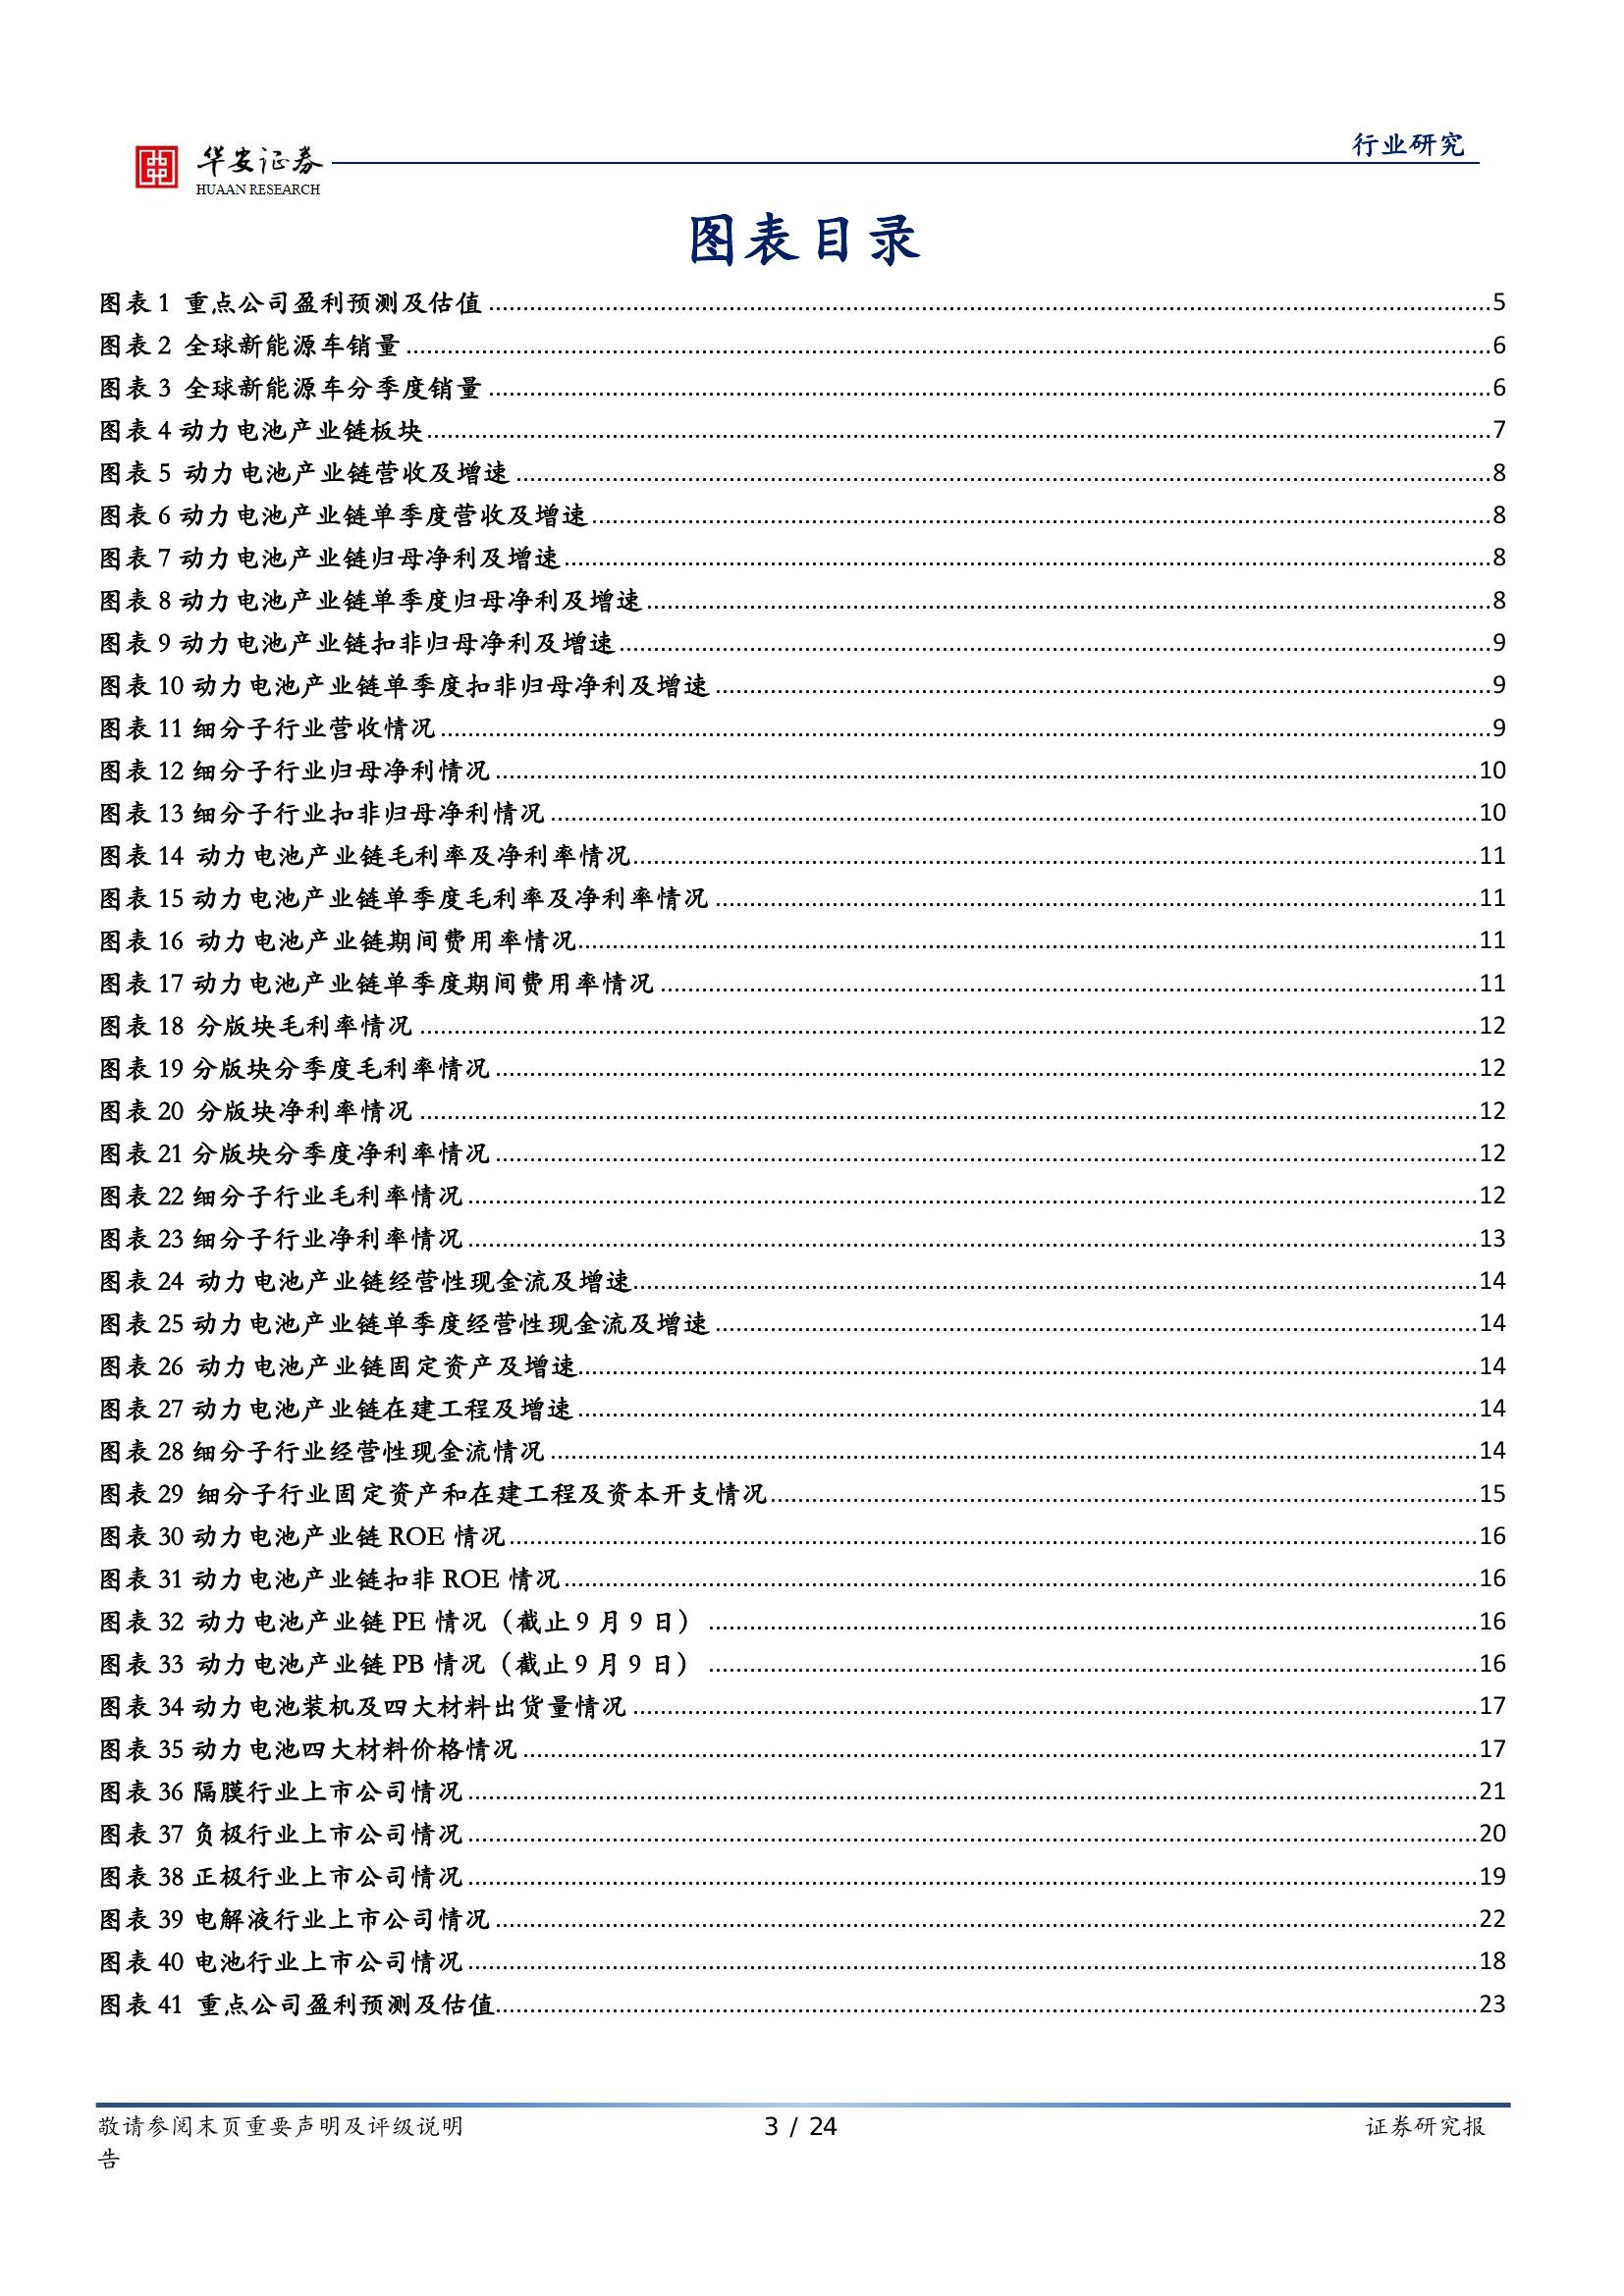 华安证券
HUAAN RESEARCH
行业研究
图表目录
图表 1 重点公司盈利预测及估值 5
图表 2 全球新能源车销量 6
图表 3 全球新能源车分季度销量 6
图表 4 动力电池产业链板块 7
图表 5 动力电池产业链营收及增速 8
图表 6 动力电池产业链单季度营收及增速 8
图表 7 动力电池产业链归母净利及增速 8
图表 8 动力电池产业链单季度归母净利及增速 8
图表 9 动力电池产业链扣非归母净利及增速 9
图表 10 动力电池产业链单季度扣非归母净利及增速 9
图表 11 细分子行业营收情况 9
图表 12 细分子行业归母净利情况 10
图表 13 细分子行业扣非归母净利情况 10
图表 14 动力电池产业链毛利率及净利率情况 11
图表 15 动力电池产业链单季度毛利率及净利率情况 11
图表 16 动力电池产业链期间费用率情况 11
图表 17 动力电池产业链单季度期间费用率情况 11
图表 18 分版块毛利率情况 12
图表 19 分版块分季度毛利率情况 12
图表 20 分版块净利率情况 12
图表 21 分版块分季度净利率情况 12
图表 22 细分子行业毛利率情况 12
图表 23 细分子行业净利率情况 13
图表 24 动力电池产业链经营性现金流及增速 14
图表 25 动力电池产业链单季度经营性现金流及增速 14
图表 26 动力电池产业链固定资产及增速 14
图表 27 动力电池产业链在建工程及增速 14
图表 28 细分子行业经营性现金流情况 14
图表 29 细分子行业固定资产和在建工程及资本开支情况 15
图表 30 动力电池产业链 ROE 情况 16
图表 31 动力电池产业链扣非 ROE 情况 16
图表 32 动力电池产业链 PE 情况（截止 9 月 9 日） 16
图表 33 动力电池产业链 PB 情况（截止 9 月 9 日） 16
图表 34 动力电池装机及四大材料出货量情况 17
图表 35 动力电池四大材料价格情况 17
图表 36 隔膜行业上市公司情况 21
图表 37 负极行业上市公司情况 20
图表 38 正极行业上市公司情况 19
图表 39 电解液行业上市公司情况 22
图表 40 电池行业上市公司情况 18
图表 41 重点公司盈利预测及估值 23
敬请参阅末页重要声明及评级说明 3 / 24 证券研究报
告